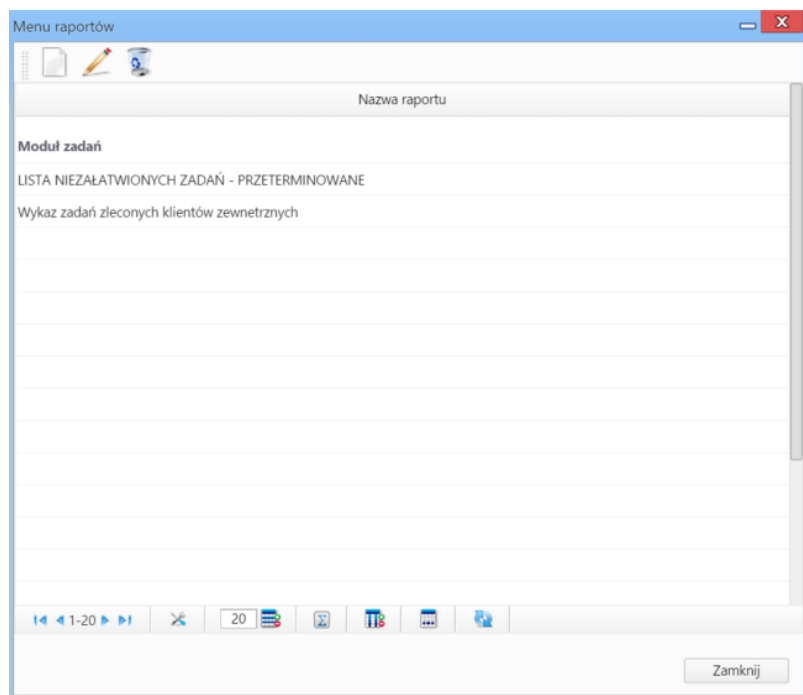 Menu raportów
Nazwa raportu
Moduł zadań
LISTA NIEZAŁATWIONYCH ZADAŃ - PRZETERMINOWANE
Wykaz zadań zleconych klientów zewnetrznych
1-20 20
Zamknij